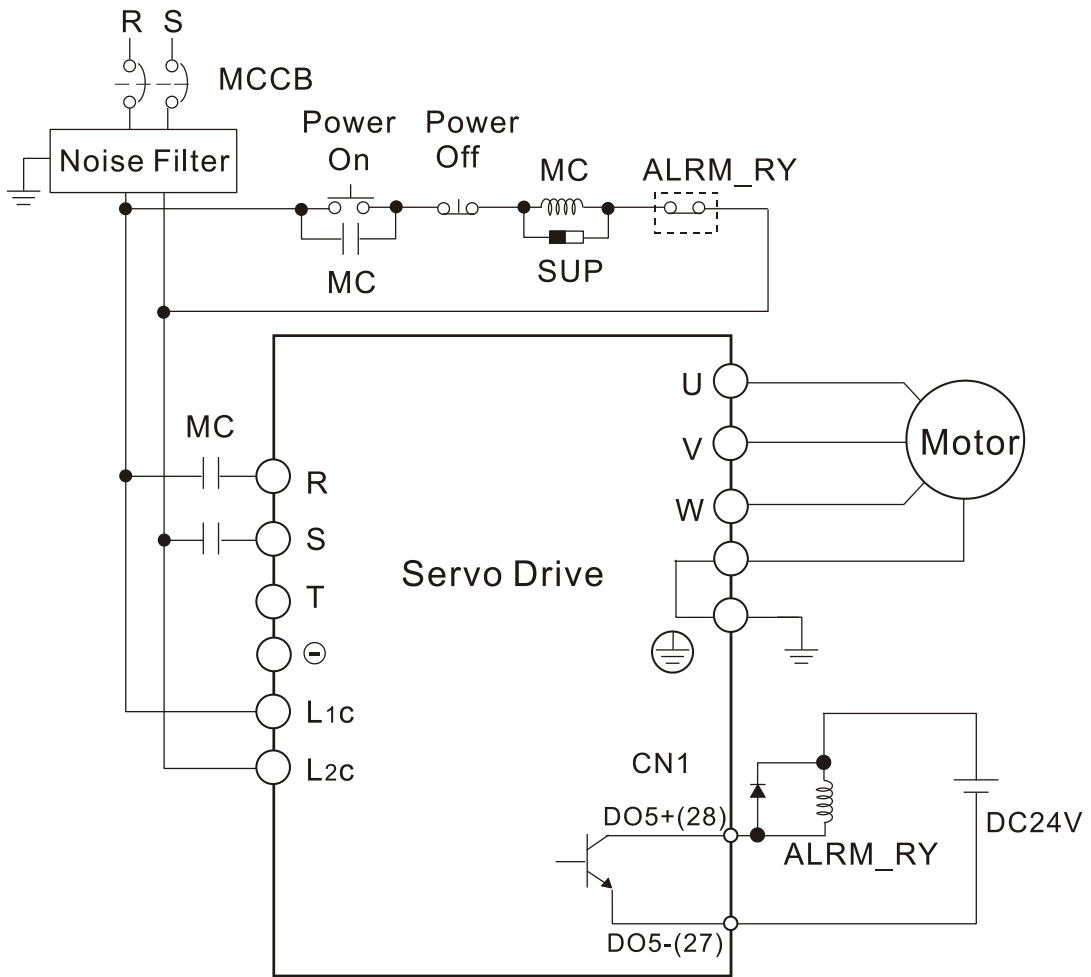 R S
MCCB
Noise Filter
Power
On
Power
Off
MC
ALRM_RY
MC
SUP
MC
R
S
T
L1c
L2c
Servo Drive
U
V
W
Motor
CN1
DO5+(28)
DO5-(27)
ALRM_RY
DC24V